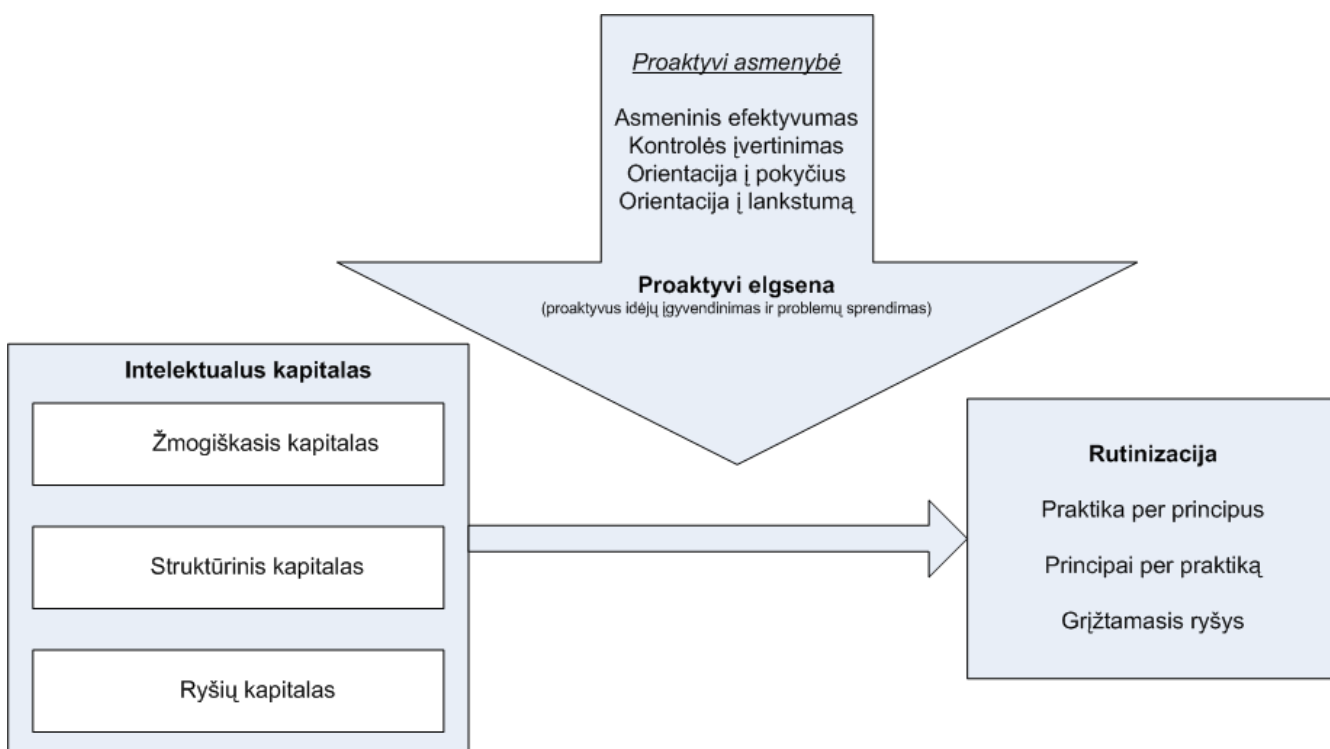 Proaktyvi asmenybė
Asmeninis efektyvumas
Kontrolės įvertinimas
Orientacija į pokyčius
Orientacija į lankstumą
Proaktyvi elgsena
(proaktyvus idėjų įgyvendinimas ir problemų sprendimas)
Intelektualus kapitalas
Žmogiškasis kapitalas
Struktūrinis kapitalas
Ryšių kapitalas
Rutinizacija
Praktika per principus
Principai per praktiką
Grįžtamasis ryšys